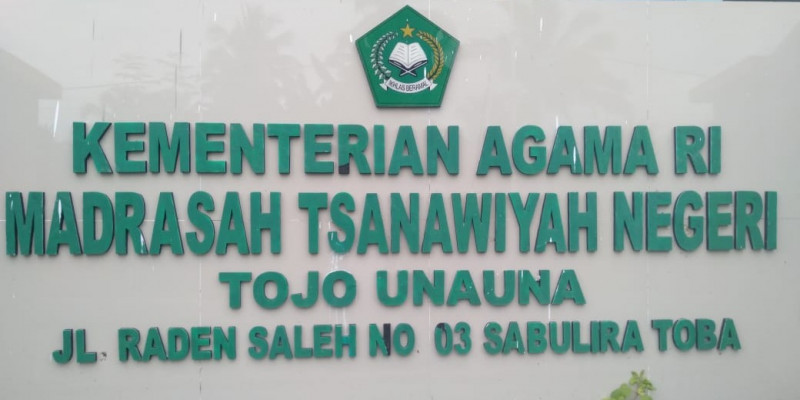 IKHLAS BERAMAL
KEMENTERIAN AGAMA RI
MADRASAH TSANAWIYAH NEGERI
TOJO UNAUNA
JL. RADEN SALEH NO 03 SABULIRA TOBA